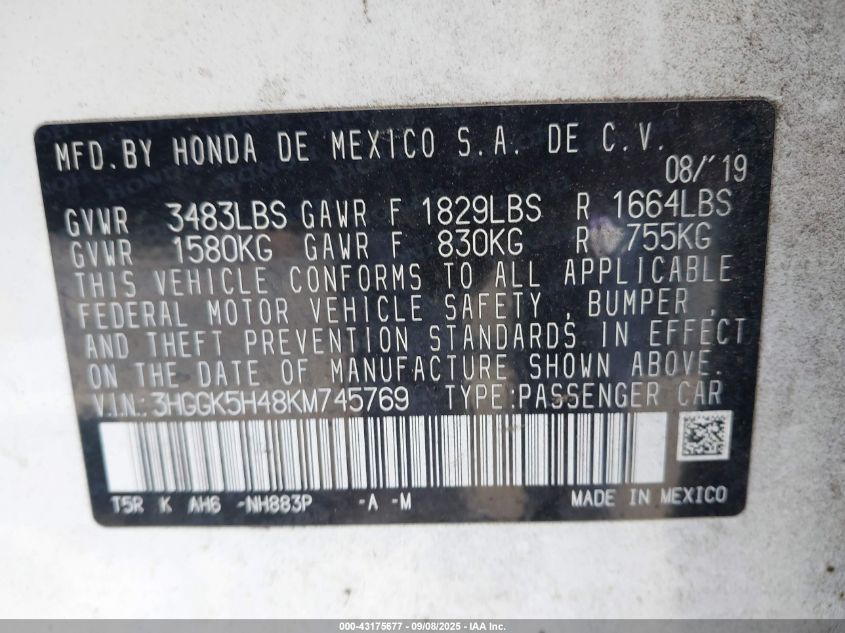 MFD.BY HONDA DE MEXICO S.A. DE C.V.
08/'19
GVWR 3483LBS GAWR F 1829LBS R 1664LBS
GVWR 1580KG GAWR F 830KG R 755KG
THIS VEHICLE CONFORMS TO ALL APPLICABLE
FEDERAL MOTOR VEHICLE SAFETY , BUMPER ,
AND THEFT PREVENTION STANDARDS IN EFFECT
ON THE DATE OF MANUFACTURE SHOWN ABOVE.
V.I.N.:3HGGK5H48KM745769 TYPE:PASSENGER CAR
T5R K AH6 -NH883P -A -M MADE IN MEXICO
000-43175677 - 09/08/2025 - IAA Inc.